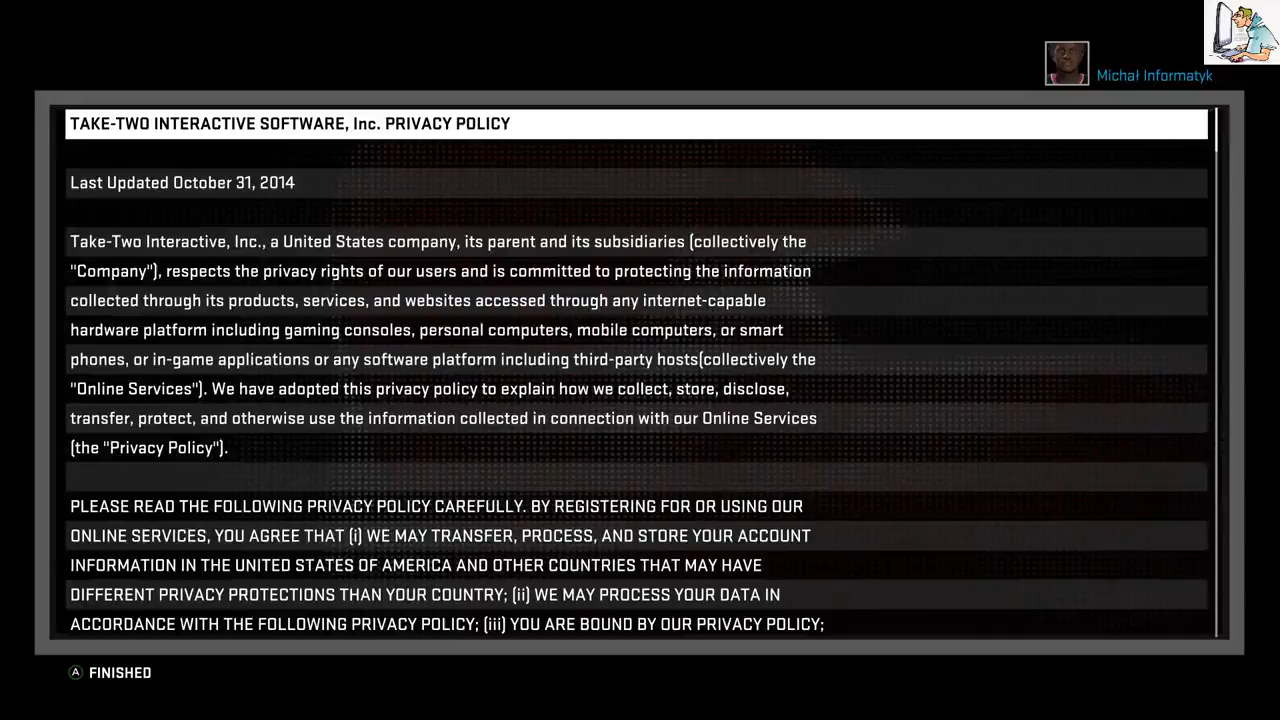 Michał Informatyk
TAKE-TWO INTERACTIVE SOFTWARE, Inc. PRIVACY POLICY
Last Updated October 31, 2014
Take-Two Interactive, Inc., a United States company, its parent and its subsidiaries (collectively the
"Company"), respects the privacy rights of our users and is committed to protecting the information
collected through its products, services, and websites accessed through any internet-capable
hardware platform including gaming consoles, personal computers, mobile computers, or smart
phones, or in-game applications or any software platform including third-party hosts(collectively the
"Online Services"). We have adopted this privacy policy to explain how we collect, store, disclose,
transfer, protect, and otherwise use the information collected in connection with our Online Services
(the "Privacy Policy").
PLEASE READ THE FOLLOWING PRIVACY POLICY CAREFULLY. BY REGISTERING FOR OR USING OUR
ONLINE SERVICES, YOU AGREE THAT (i) WE MAY TRANSFER, PROCESS, AND STORE YOUR ACCOUNT
INFORMATION IN THE UNITED STATES OF AMERICA AND OTHER COUNTRIES THAT MAY HAVE
DIFFERENT PRIVACY PROTECTIONS THAN YOUR COUNTRY; (ii) WE MAY PROCESS YOUR DATA IN
ACCORDANCE WITH THE FOLLOWING PRIVACY POLICY; (iii) YOU ARE BOUND BY OUR PRIVACY POLICY;
A FINISHED